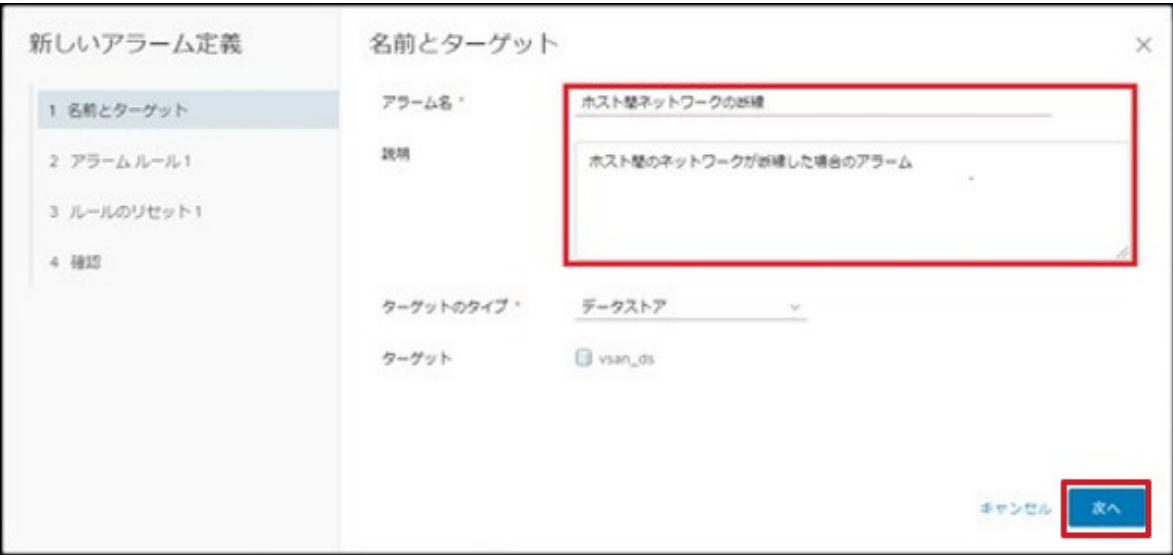 新しいアラーム定義
1 名前とターゲット
2 アラーム ルール 1
3 ルールのリセット 1
4 確認
名前とターゲット
アラーム名 *
ホスト間ネットワークの断線
説明
ホスト間のネットワークが断線した場合のアラーム
ターゲットのタイプ *
データストア
ターゲット
vsan_ds
キャンセル
次へ